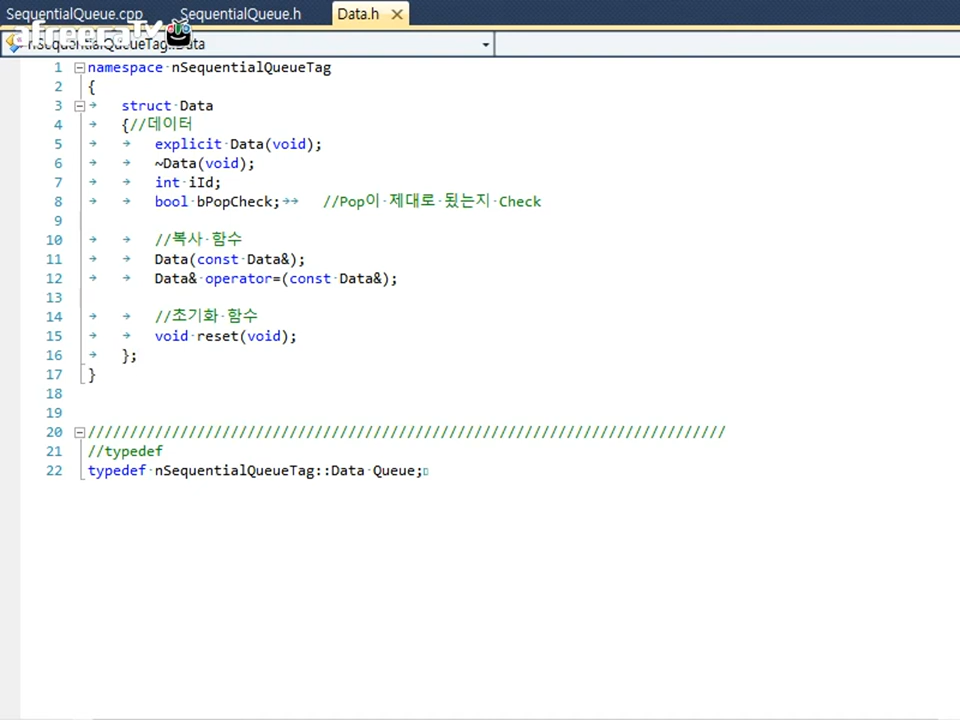 SequentialQueue.cpp SequentialQueue.h Data.h
afreecaTV
nSequentialQueueTag::Data
1 namespace nSequentialQueueTag
2 {
3 struct Data
4 {//데이터
5 explicit Data(void);
6 ~Data(void);
7 int iId;
8 bool bPopCheck; //Pop이 제대로 됬는지 Check
9
10 //복사 함수
11 Data(const Data&);
12 Data& operator=(const Data&);
13
14 //초기화 함수
15 void reset(void);
16 };
17 }
18
19
20 ////////////////////////////////////////////////////////////////////////////
21 //typedef
22 typedef nSequentialQueueTag::Data Queue;